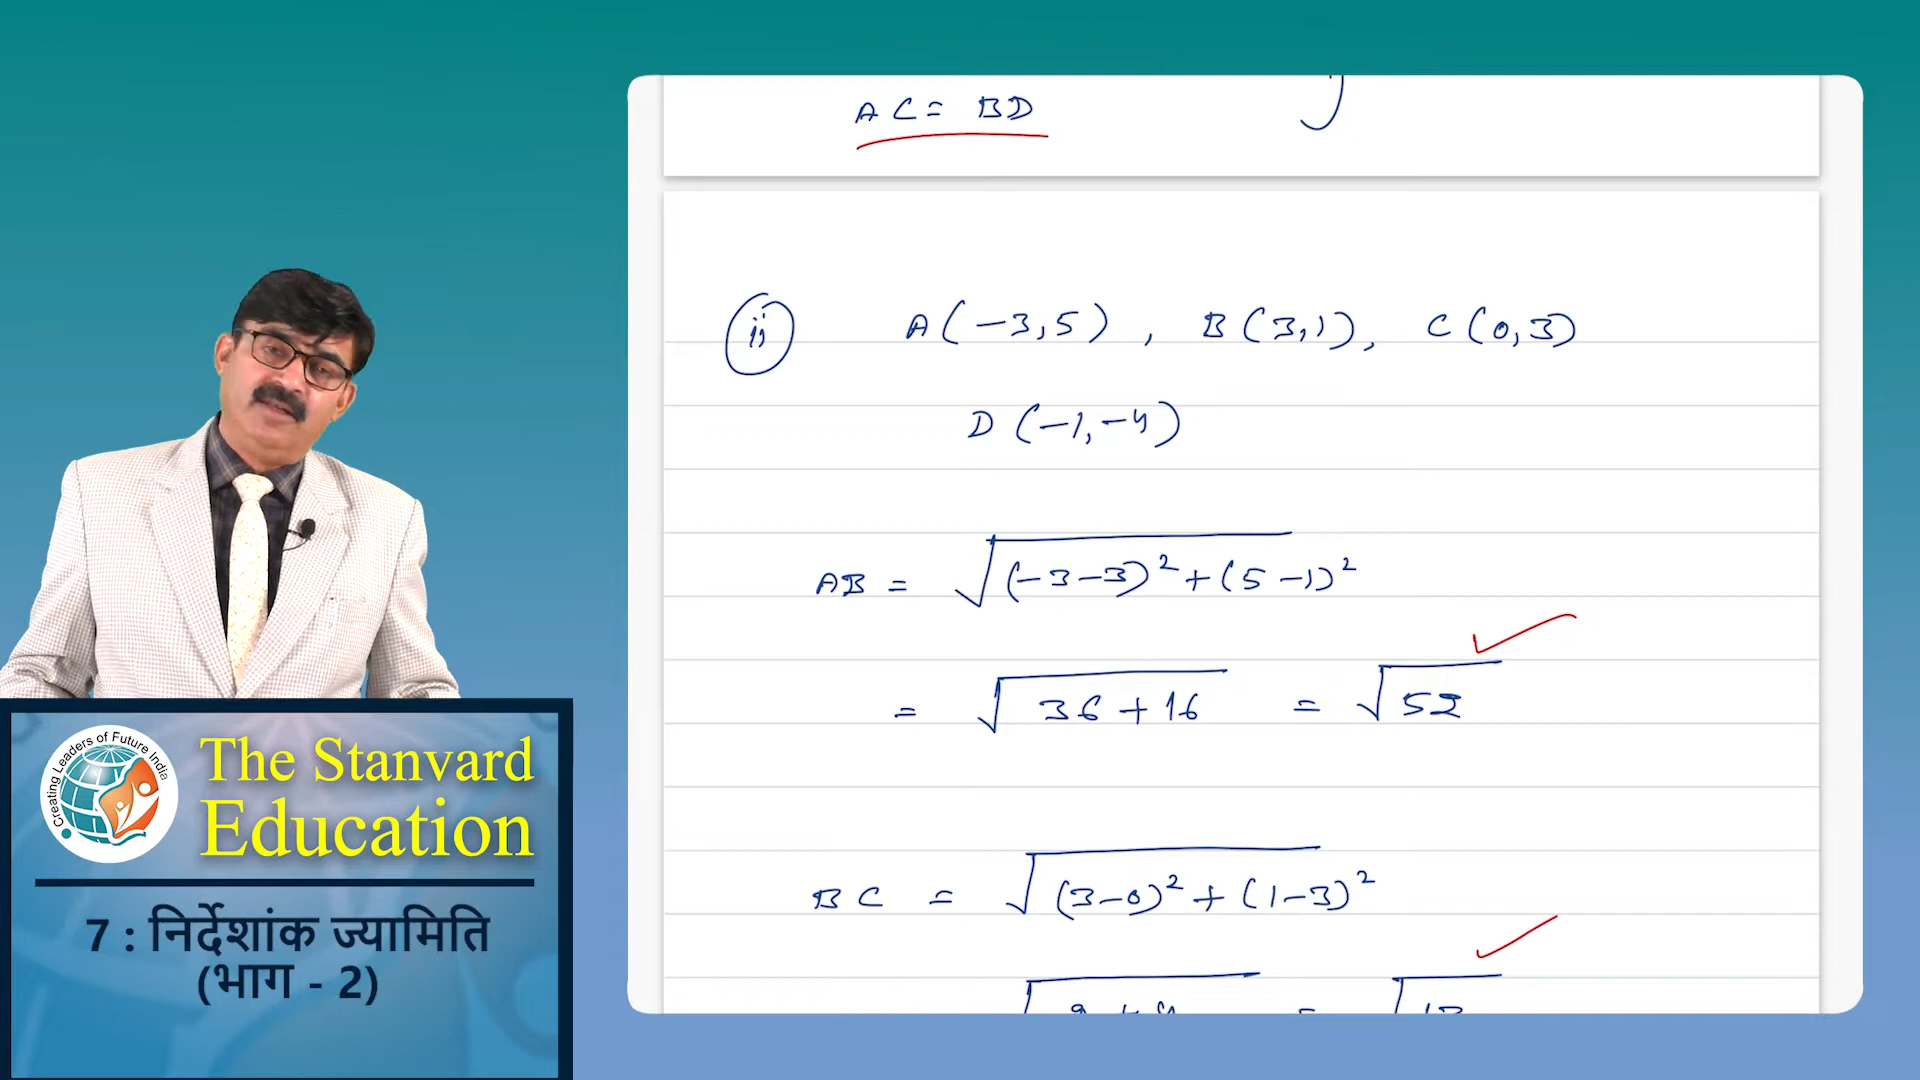 AC = BD
(ii) A(-3,5), B(3,1), C(0,3)
D(-1,-4)
AB = √(-3-3)² + (5-1)²
= √36+16 = √52
BC = √(3-0)² + (1-3)²
Creating Leaders of Future India
The Stanvard
Education
7 : निर्देशांक ज्यामिति
(भाग - 2)